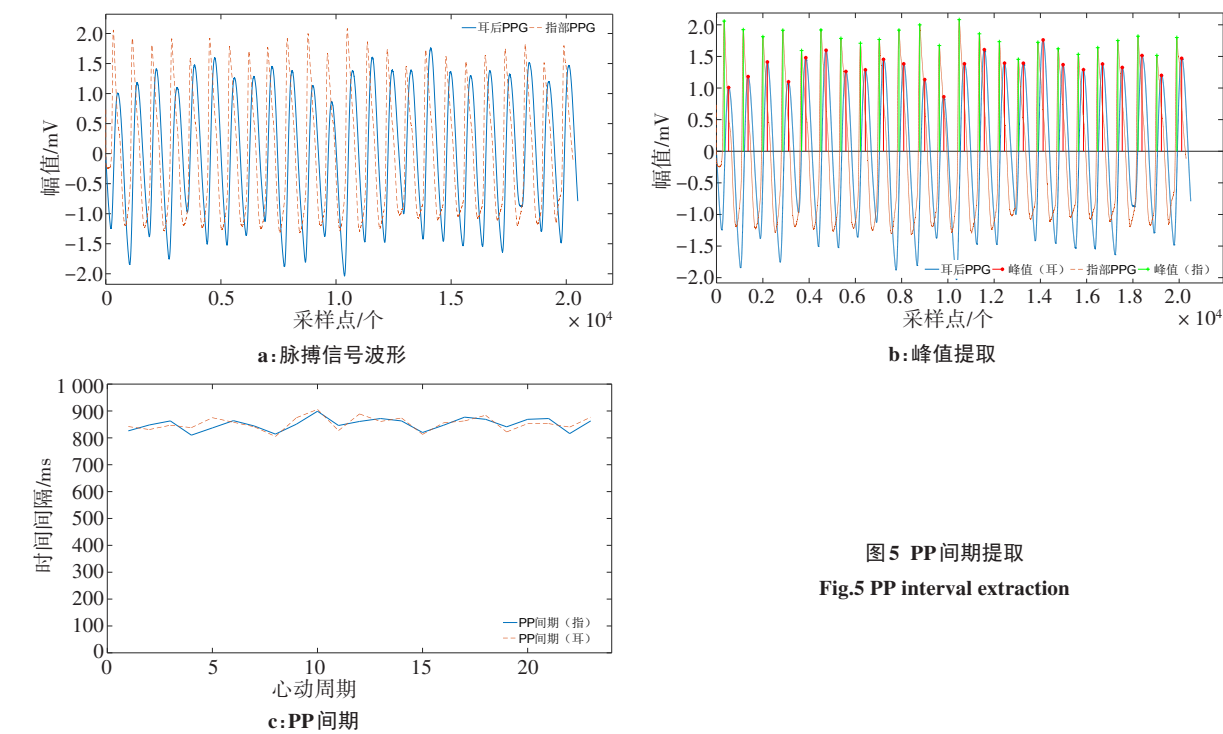 耳后PPG 指部PPG
2.0
1.5
1.0
0.5
0
−0.5
−1.0
−1.5
−2.0
幅值/mV
0 0.5 1.0 1.5 2.0
采样点/个 × 10⁴
a:脉搏信号波形
2.0
1.5
1.0
0.5
0
−0.5
−1.0
−1.5
−2.0
幅值/mV
耳后PPG 峰值（耳） 指部PPG 峰值（指）
0 0.2 0.4 0.6 0.8 1.0 1.2 1.4 1.6 1.8 2.0
采样点/个 × 10⁴
b:峰值提取
1 000
900
800
700
600
500
400
300
200
100
0
时间间隔/ms
PP间期（指）
PP间期（耳）
0 5 10 15 20
心动周期
c:PP间期
图5 PP间期提取
Fig.5 PP interval extraction